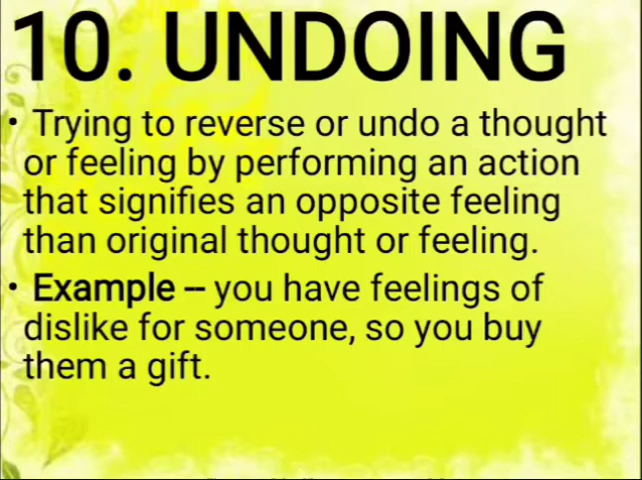 10. UNDOING
• Trying to reverse or undo a thought
or feeling by performing an action
that signifies an opposite feeling
than original thought or feeling.
• Example – you have feelings of
dislike for someone, so you buy
them a gift.